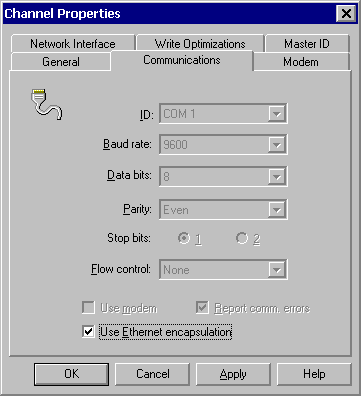 Channel Properties
Network Interface Write Optimizations Master ID
General Communications Modem
ID: COM 1
Baud rate: 9600
Data bits: 8
Parity: Even
Stop bits: 1 2
Flow control: None
Use modem Report comm. errors
Use Ethernet encapsulation
OK Cancel Apply Help